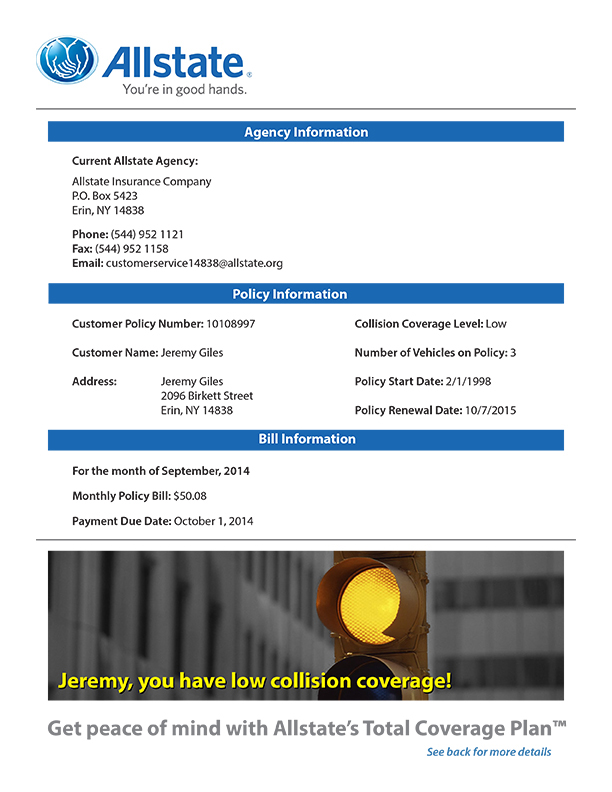 Allstate®
You're in good hands.
Agency Information
Current Allstate Agency:
Allstate Insurance Company
P.O. Box 5423
Erin, NY 14838
Phone: (544) 952 1121
Fax: (544) 952 1158
Email: customerservice14838@allstate.org
Policy Information
Customer Policy Number: 10108997
Collision Coverage Level: Low
Customer Name: Jeremy Giles
Number of Vehicles on Policy: 3
Address: Jeremy Giles
2096 Birkett Street
Erin, NY 14838
Policy Start Date: 2/1/1998
Policy Renewal Date: 10/7/2015
Bill Information
For the month of September, 2014
Monthly Policy Bill: $50.08
Payment Due Date: October 1, 2014
Jeremy, you have low collision coverage!
Get peace of mind with Allstate's Total Coverage Plan™
See back for more details